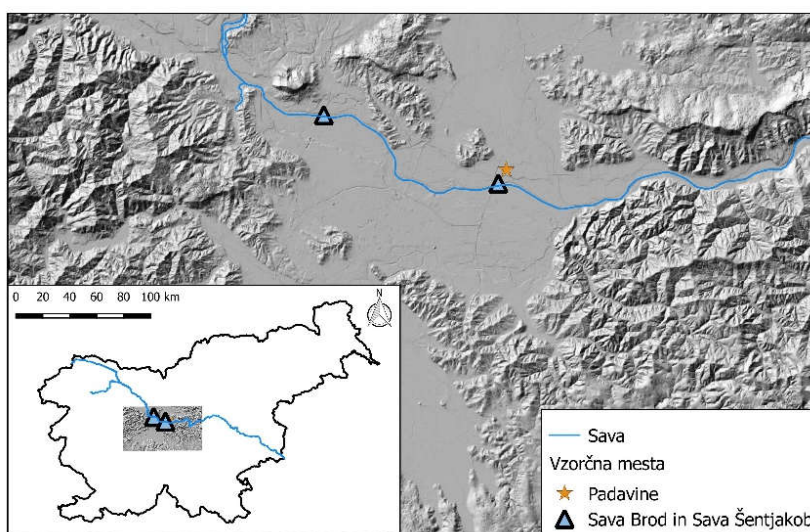 0 20 40 60 80 100 km
N
Sava
Vzorčna mesta
Padavine
Sava Brod in Sava Šentjakob